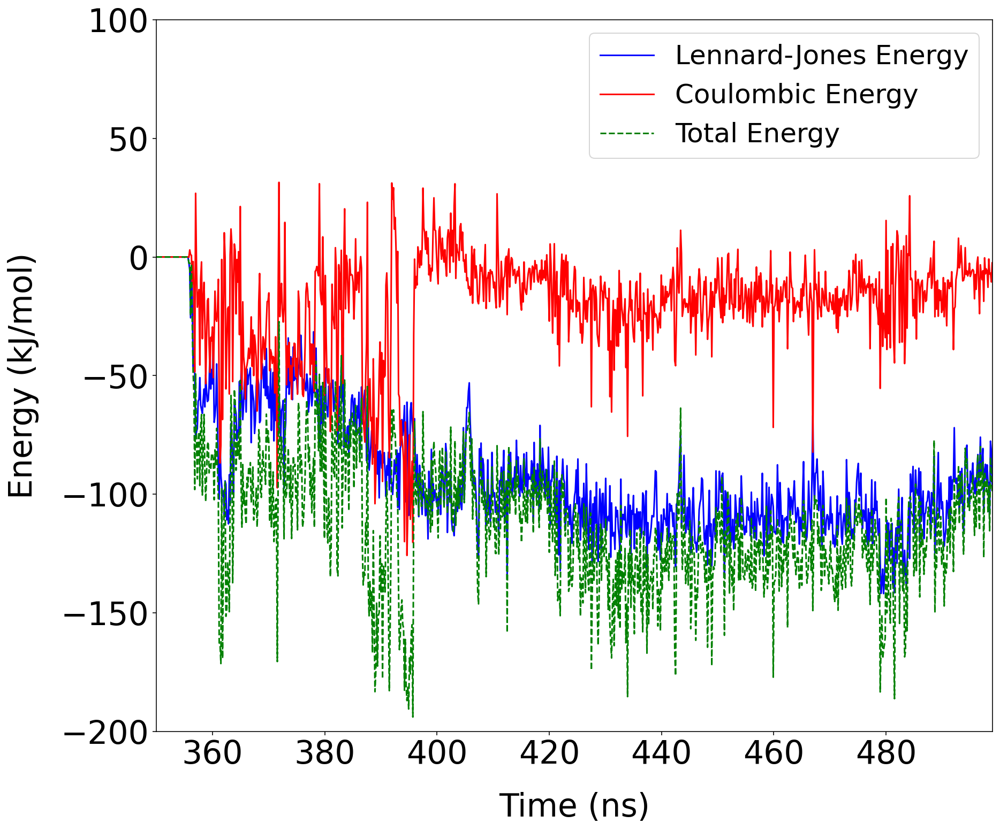 100
50
0
−50
−100
−150
−200
Energy (kJ/mol)
Lennard-Jones Energy
Coulombic Energy
Total Energy
360 380 400 420 440 460 480
Time (ns)